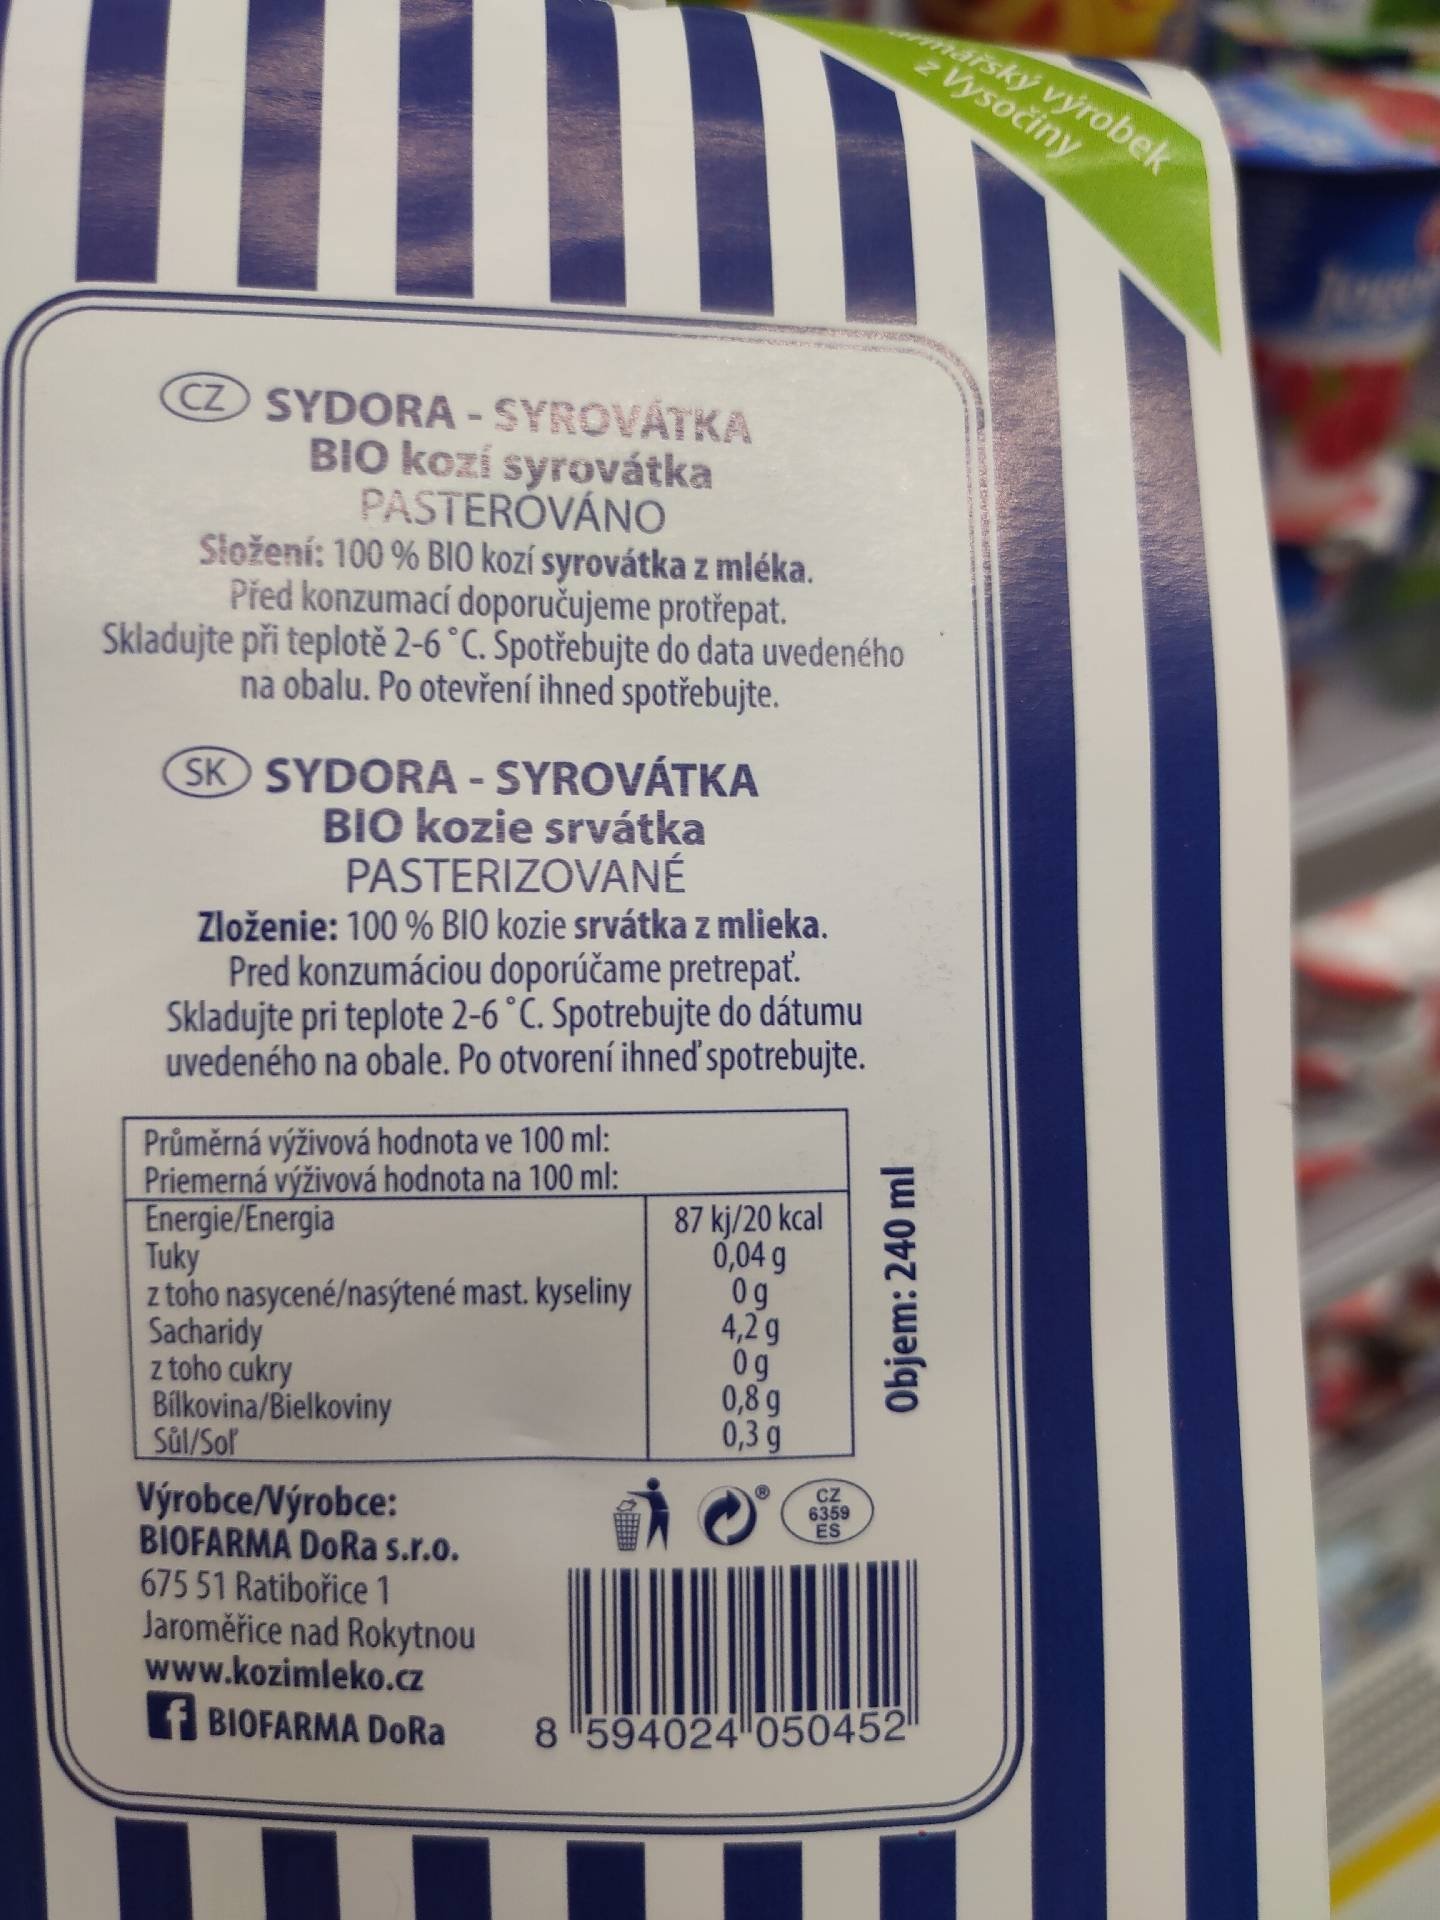 výrobek
z Vysočiny
CZ SYDORA - SYROVÁTKA
BIO kozí syrovátka
PASTEROVÁNO
Složení: 100 % BIO kozí syrovátka z mléka.
Před konzumací doporučujeme protřepat.
Skladujte při teplotě 2-6 °C. Spotřebujte do data uvedeného
na obalu. Po otevření ihned spotřebujte.
SK SYDORA - SYROVÁTKA
BIO kozie srvátka
PASTERIZOVANÉ
Zloženie: 100 % BIO kozie srvátka z mlieka.
Pred konzumáciou doporúčame pretrepať.
Skladujte pri teplote 2-6 °C. Spotrebujte do dátumu
uvedeného na obale. Po otvorení ihneď spotrebujte.
Průměrná výživová hodnota ve 100 ml:
Priemerná výživová hodnota na 100 ml:
Energie/Energia 87 kj/20 kcal
Tuky 0,04 g
z toho nasycené/nasýtené mast. kyseliny 0 g
Sacharidy 4,2 g
z toho cukry 0 g
Bílkovina/Bielkoviny 0,8 g
Sůl/Soľ 0,3 g
Objem: 240 ml
Výrobce/Výrobce:
BIOFARMA DoRa s.r.o.
675 51 Ratibořice 1
Jaroměřice nad Rokytnou
www.kozimleko.cz
f BIOFARMA DoRa
®
CZ
6359
ES
8 594024 050452